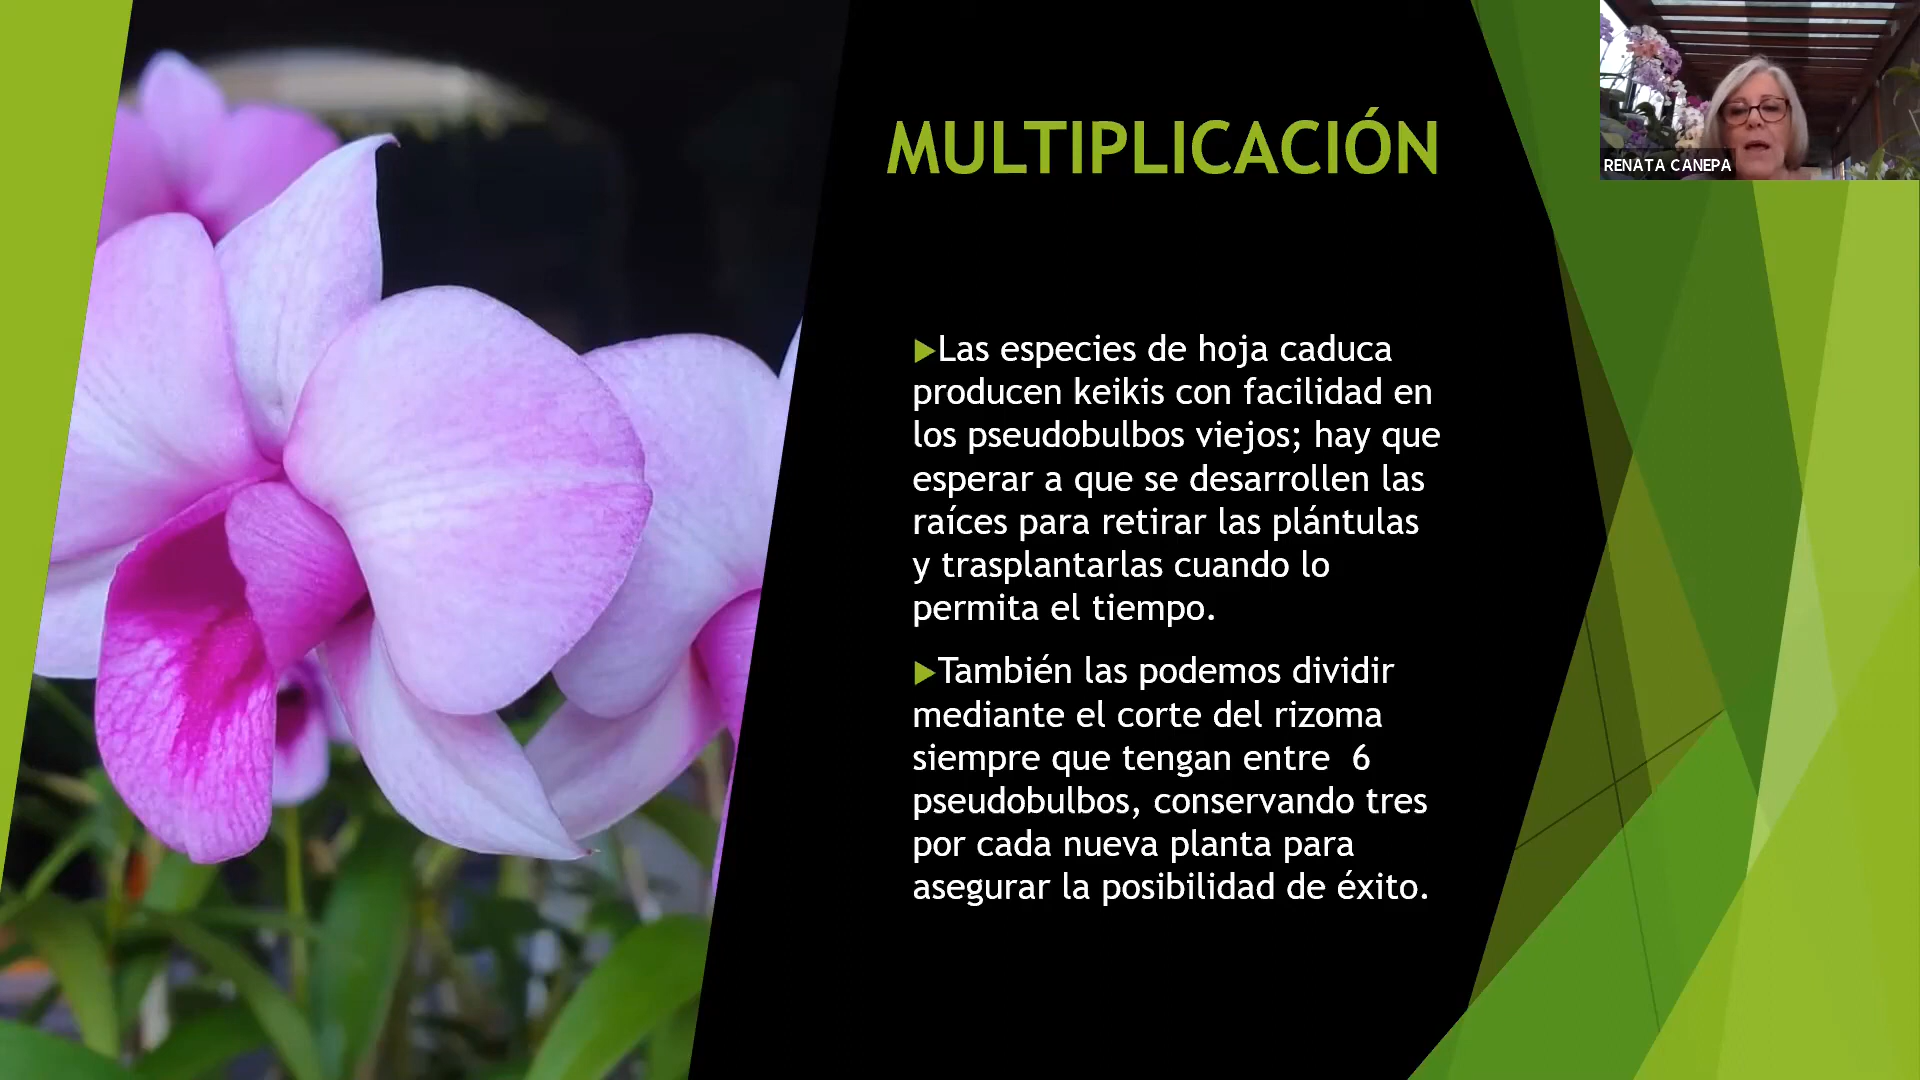 MULTIPLICACIÓN
RENATA CANEPA
Las especies de hoja caduca
producen keikis con facilidad en
los pseudobulbos viejos; hay que
esperar a que se desarrollen las
raíces para retirar las plántulas
y trasplantarlas cuando lo
permita el tiempo.
También las podemos dividir
mediante el corte del rizoma
siempre que tengan entre  6
pseudobulbos, conservando tres
por cada nueva planta para
asegurar la posibilidad de éxito.